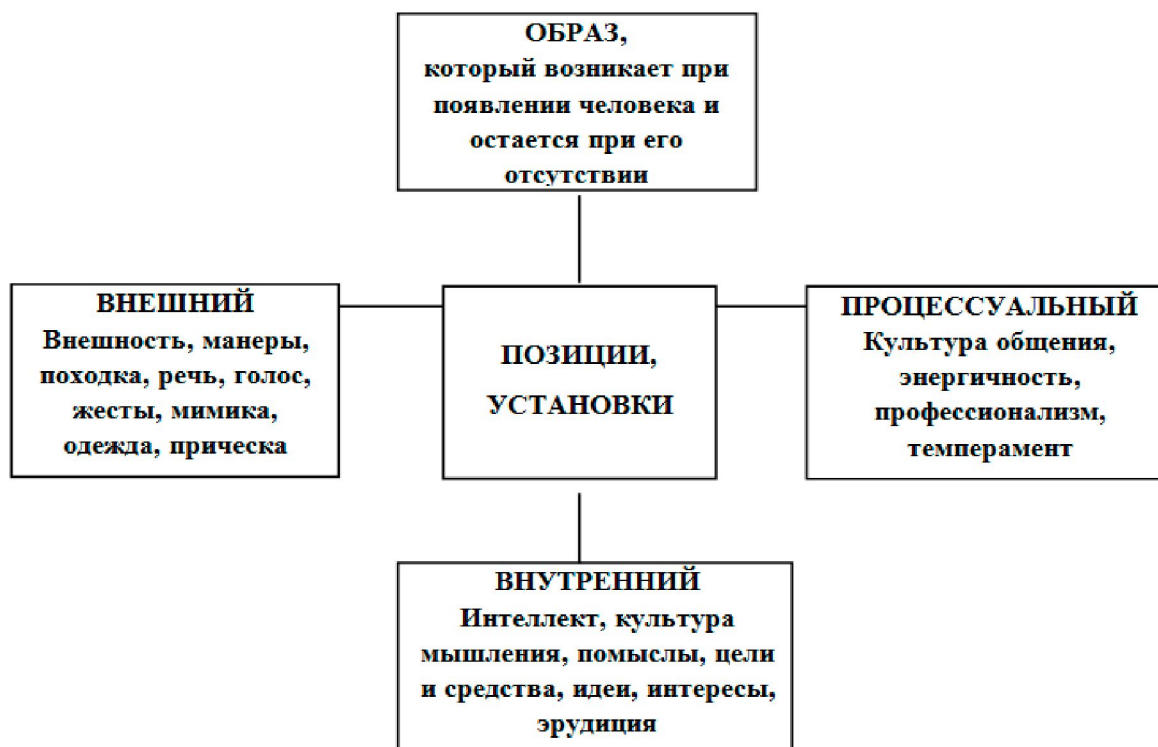 ОБРАЗ,
который возникает при
появлении человека и
остается при его
отсутствии
ВНЕШНИЙ
Внешность, манеры,
походка, речь, голос,
жесты, мимика,
одежда, прическа
ПОЗИЦИИ,
УСТАНОВКИ
ПРОЦЕССУАЛЬНЫЙ
Культура общения,
энергичность,
профессионализм,
темперамент
ВНУТРЕННИЙ
Интеллект, культура
мышления, помыслы, цели
и средства, идеи, интересы,
эрудиция